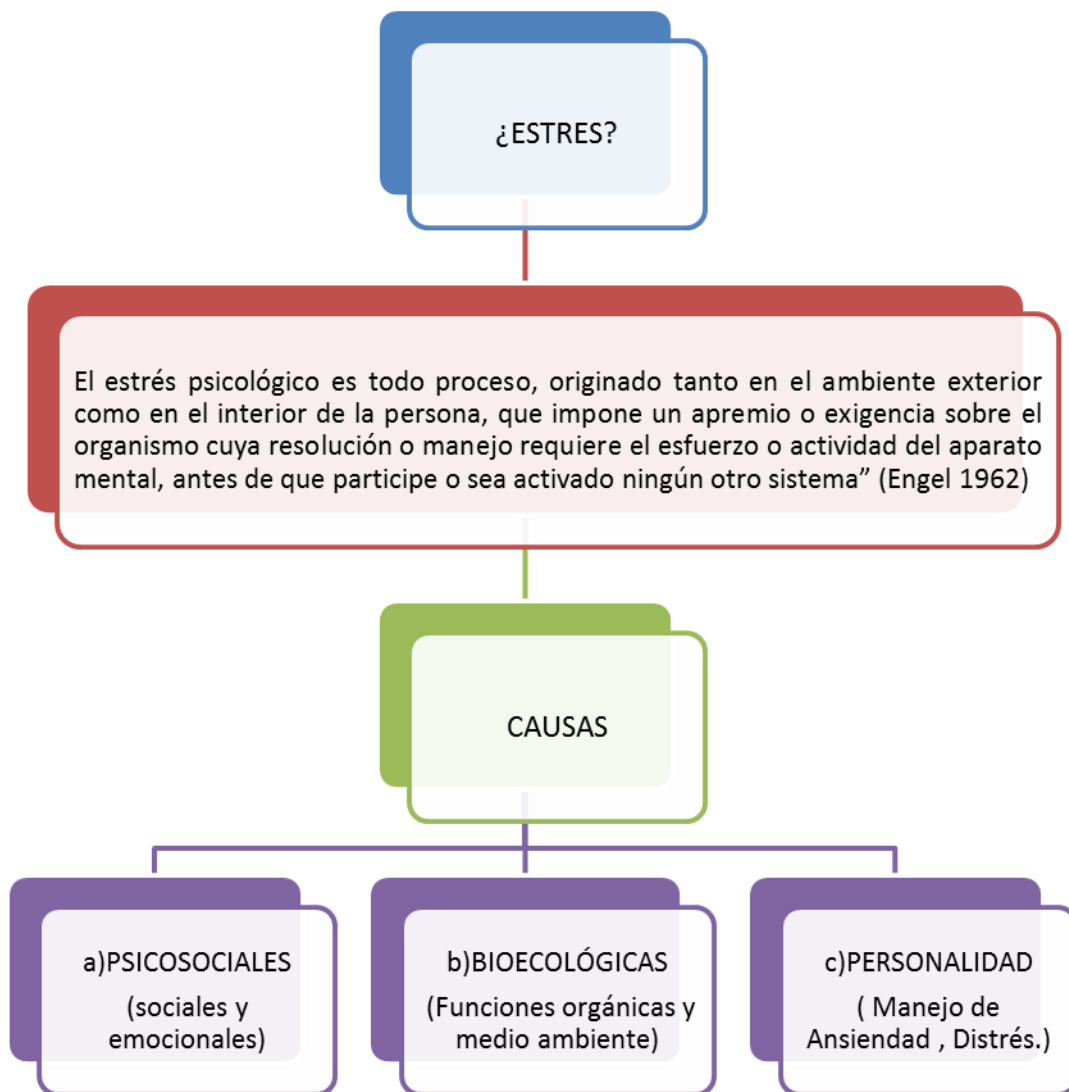 ¿ESTRES?
El estrés psicológico es todo proceso, originado tanto en el ambiente exterior
como en el interior de la persona, que impone un apremio o exigencia sobre el
organismo cuya resolución o manejo requiere el esfuerzo o actividad del aparato
mental, antes de que participe o sea activado ningún otro sistema” (Engel 1962)
CAUSAS
a)PSICOSOCIALES
(sociales y
emocionales)
b)BIOECOLÓGICAS
(Funciones orgánicas y
medio ambiente)
c)PERSONALIDAD
( Manejo de
Ansiendad , Distrés.)